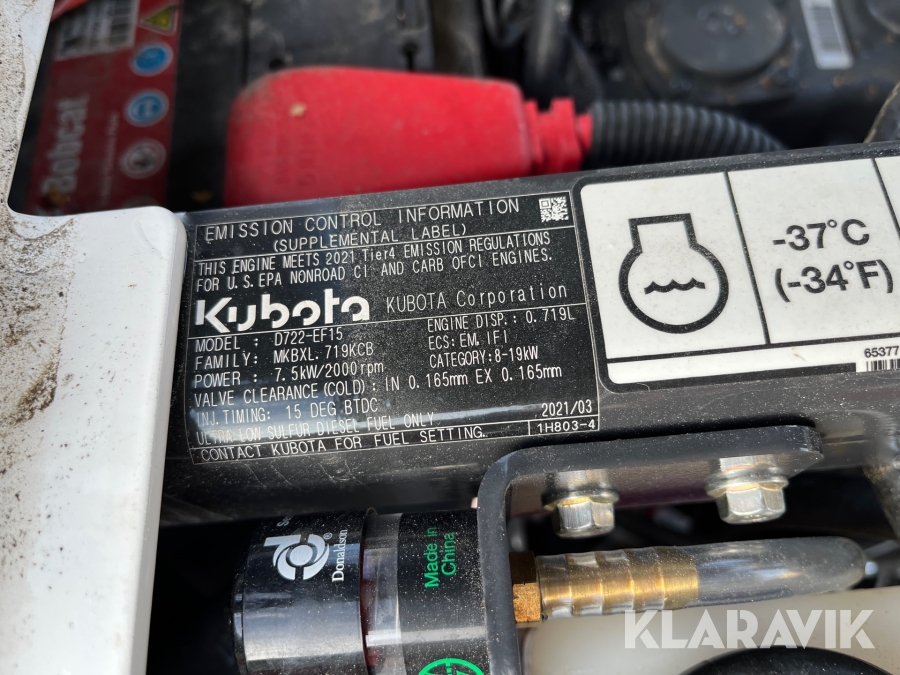 Bobcat
EMISSION CONTROL INFORMATION
(SUPPLEMENTAL LABEL)
THIS ENGINE MEETS 2021 Tier4 EMISSION REGULATIONS
FOR U.S.EPA NONROAD CI AND CARB OFCI ENGINES.
Kubota KUBOTA Corporation
MODEL : D722-EF15 ENGINE DISP.: 0.719L
FAMILY: MKBXL.719KCB ECS:EM,IFI
POWER : 7.5kW/2000rpm CATEGORY:8-19kW
VALVE CLEARANCE(COLD): IN 0.165mm EX 0.165mm
INJ.TIMING: 15 DEG BTDC 2021/03
ULTRA LOW SULFUR DIESEL FUEL ONLY
CONTACT KUBOTA FOR FUEL SETTING. 1H803-4
-37°C
(-34°F)
65377
Donaldson
Made in
China
KLARAVIK